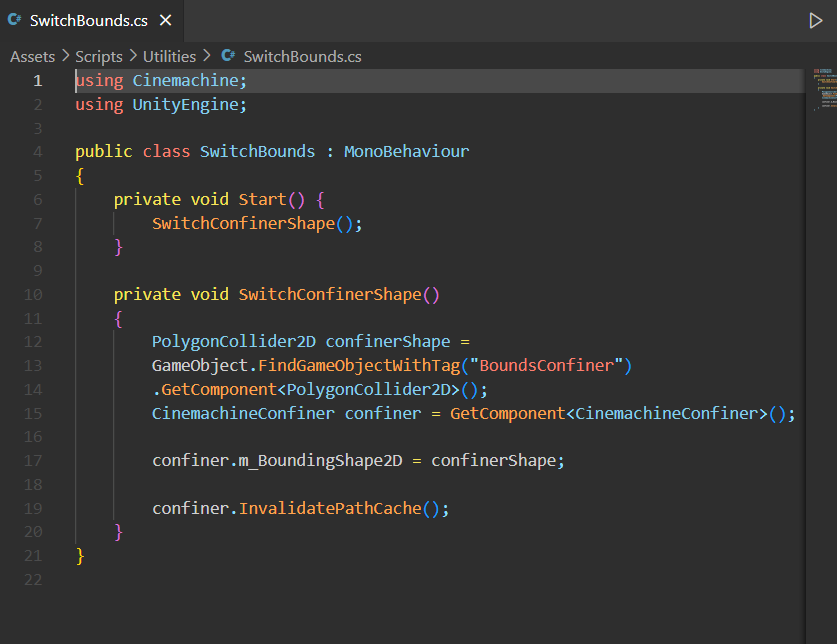 C# SwitchBounds.cs ×
Assets > Scripts > Utilities > C# SwitchBounds.cs
1 using Cinemachine;
2 using UnityEngine;
3
4 public class SwitchBounds : MonoBehaviour
5 {
6     private void Start() {
7         SwitchConfinerShape();
8     }
9
10     private void SwitchConfinerShape()
11     {
12         PolygonCollider2D confinerShape =
13         GameObject.FindGameObjectWithTag("BoundsConfiner")
14         .GetComponent<PolygonCollider2D>();
15         CinemachineConfiner confiner = GetComponent<CinemachineConfiner>();
16
17         confiner.m_BoundingShape2D = confinerShape;
18
19         confiner.InvalidatePathCache();
20     }
21 }
22